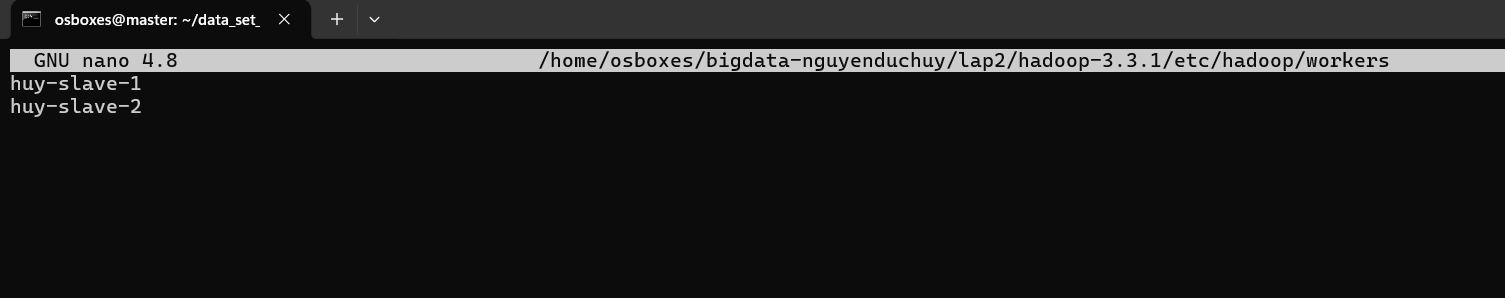 osboxes@master: ~/data_set_
GNU nano 4.8 /home/osboxes/bigdata-nguyenduchuy/lap2/hadoop-3.3.1/etc/hadoop/workers
huy-slave-1
huy-slave-2